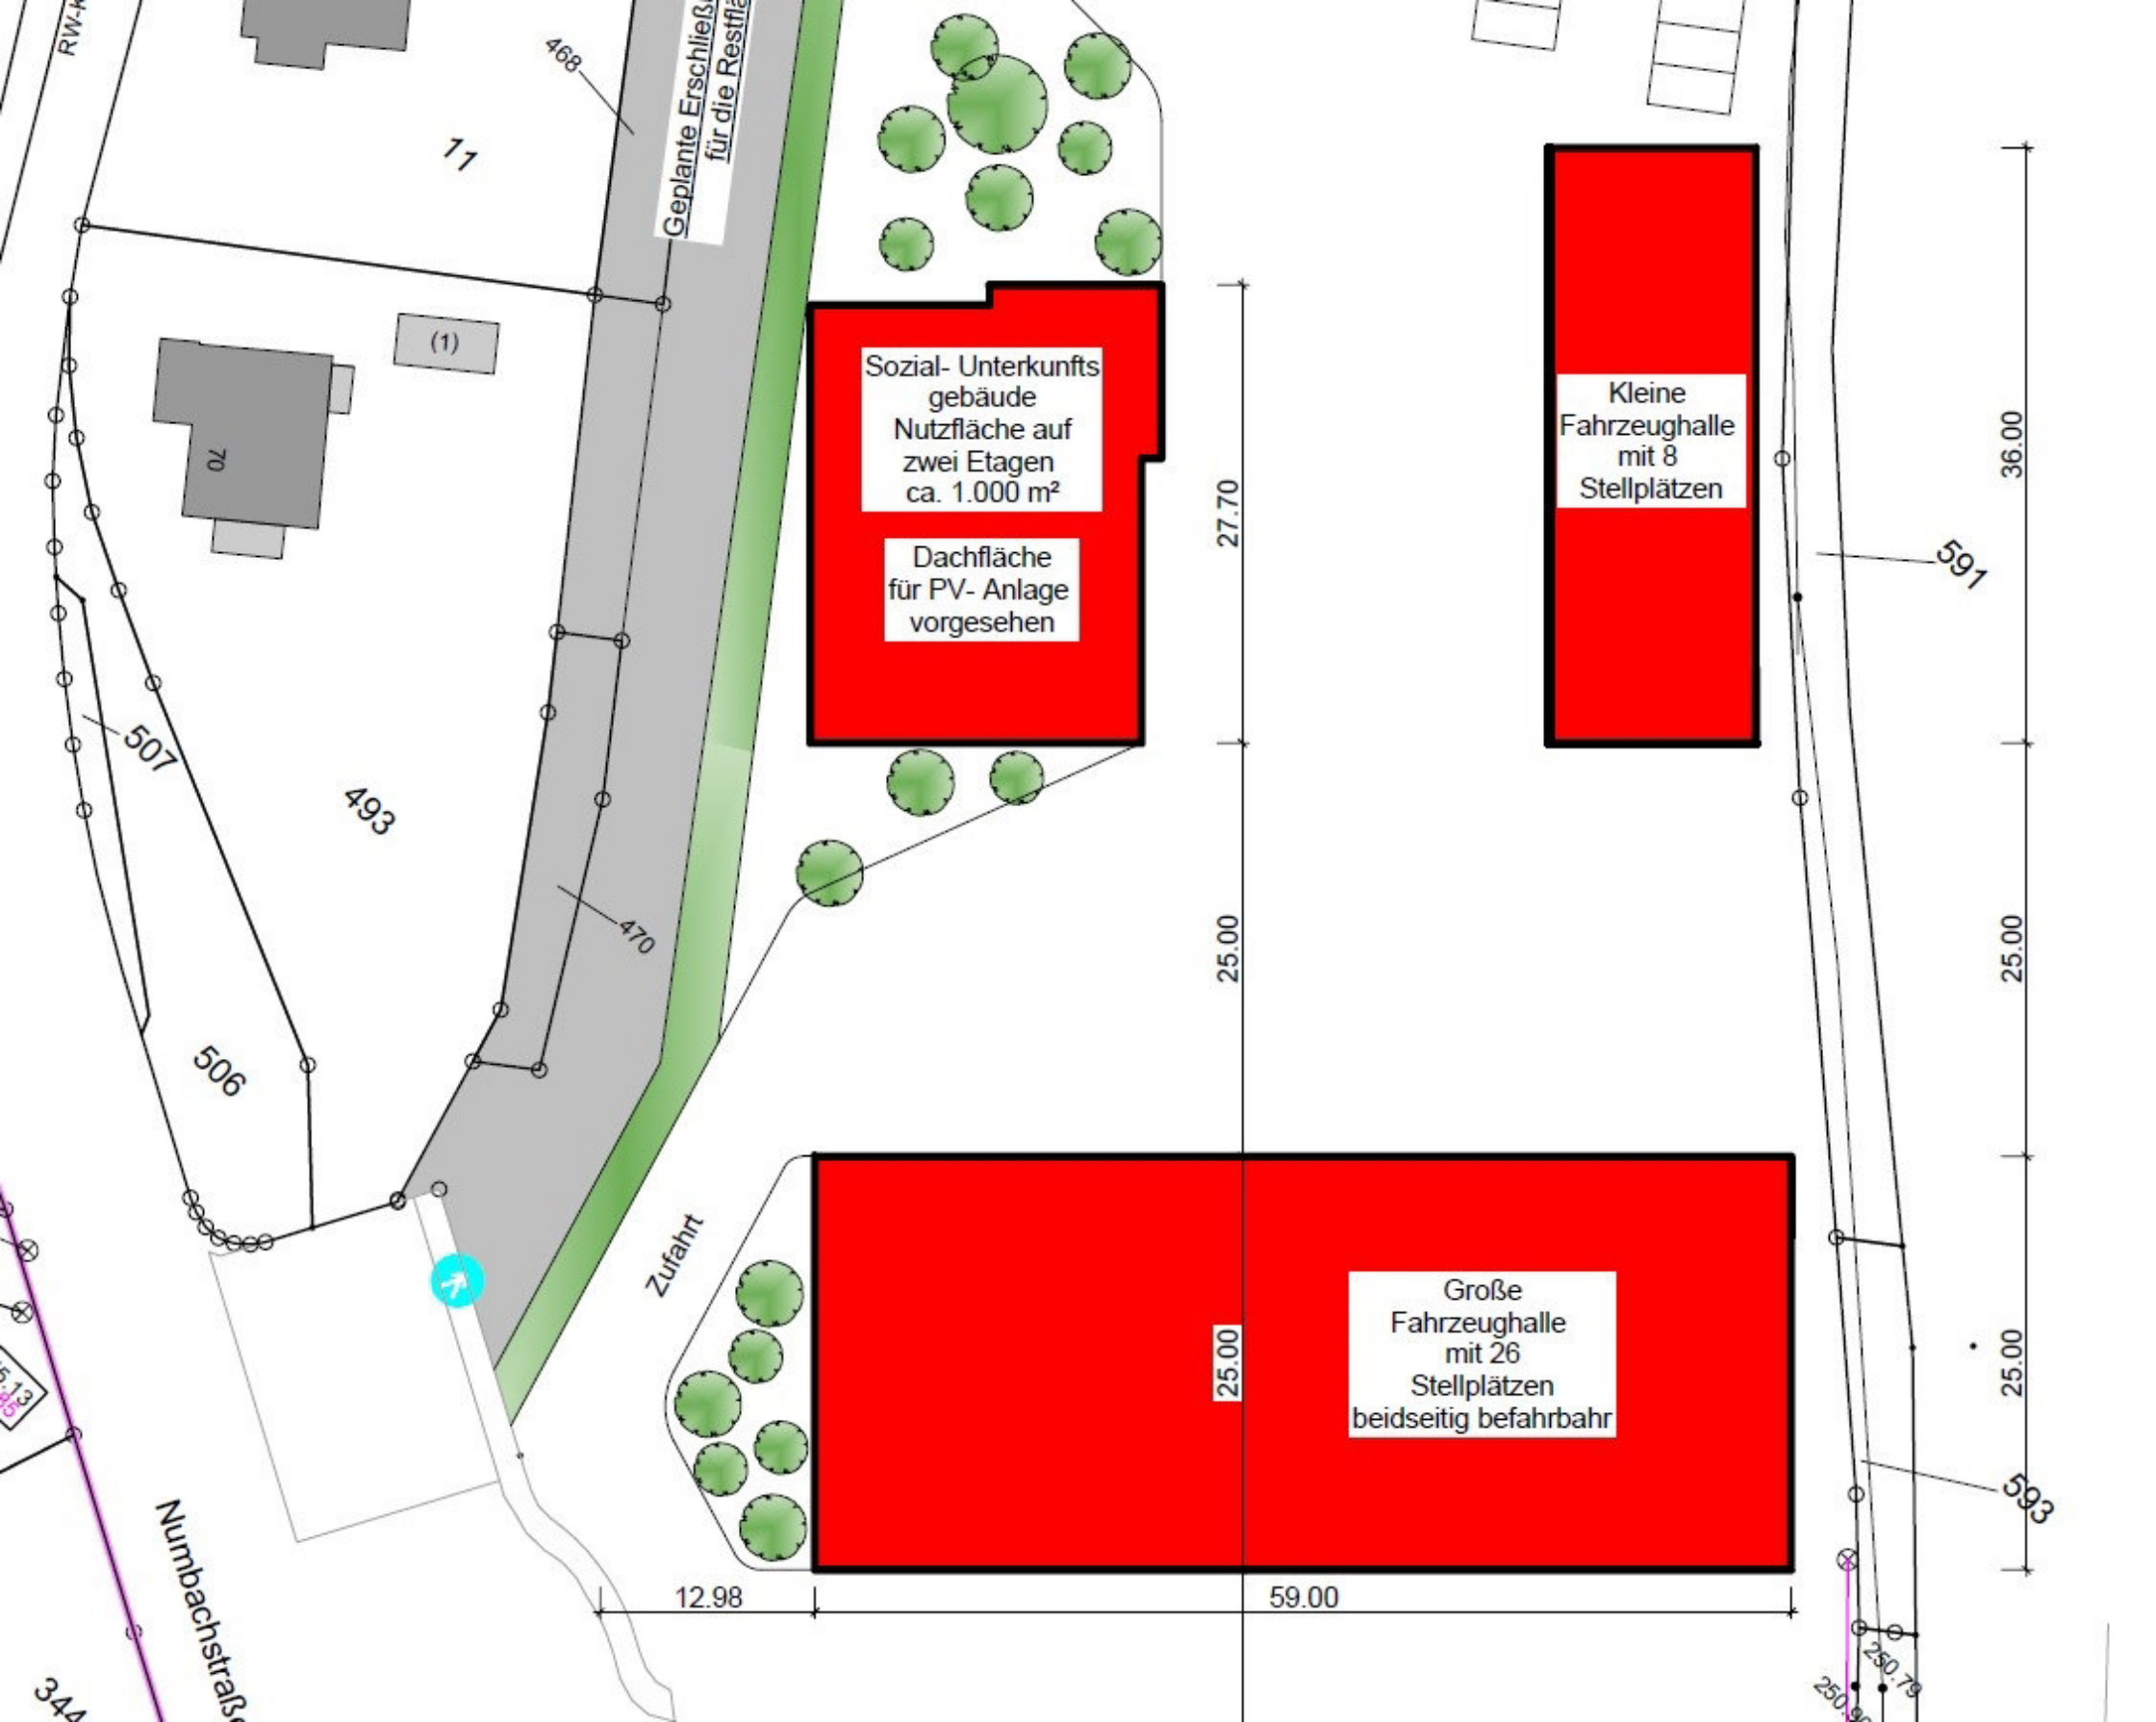 RW-K
468
Geplante Erschließ
für die Restflä
11
(1)
70
Sozial- Unterkunfts
gebäude
Nutzfläche auf
zwei Etagen
ca. 1.000 m²
Dachfläche
für PV- Anlage
vorgesehen
Kleine
Fahrzeughalle
mit 8
Stellplätzen
36.00
27.70
591
507
493
470
25.00
25.00
506
Zufahrt
Große
Fahrzeughalle
mit 26
Stellplätzen
beidseitig befahrbahr
25.00
25.00
593
12.98
59.00
Numbachstraße
344
250.79